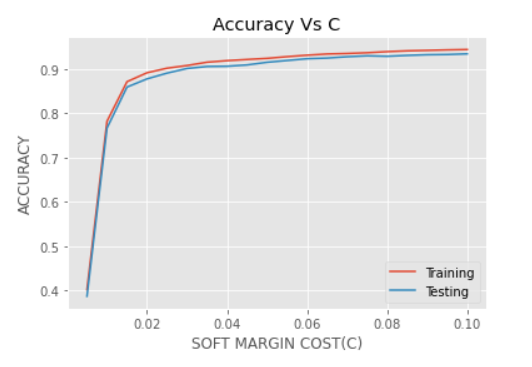 Accuracy Vs C
ACCURACY
0.9
0.8
0.7
0.6
0.5
0.4
Training
Testing
0.02 0.04 0.06 0.08 0.10
SOFT MARGIN COST(C)